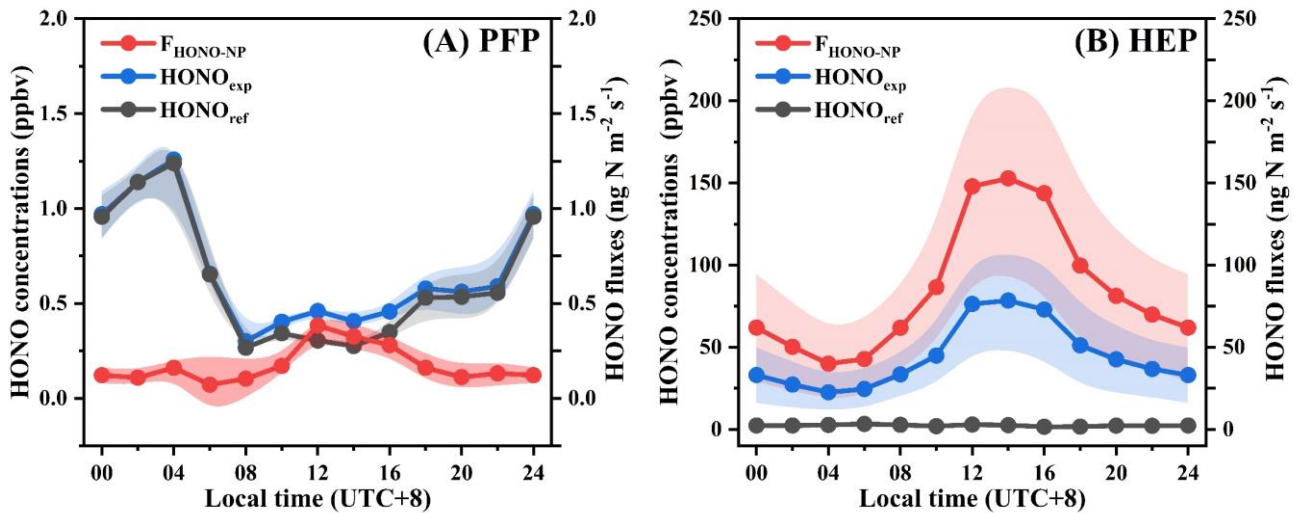 (A) PFP
F_HONO-NP
HONO_exp
HONO_ref
HONO concentrations (ppbv)
2.0
1.5
1.0
0.5
0.0
2.0
1.5
1.0
0.5
0.0
HONO fluxes (ng N m⁻² s⁻¹)
00 04 08 12 16 20 24
Local time (UTC+8)
(B) HEP
F_HONO-NP
HONO_exp
HONO_ref
HONO concentrations (ppbv)
250
200
150
100
50
0
250
200
150
100
50
0
HONO fluxes (ng N m⁻² s⁻¹)
00 04 08 12 16 20 24
Local time (UTC+8)